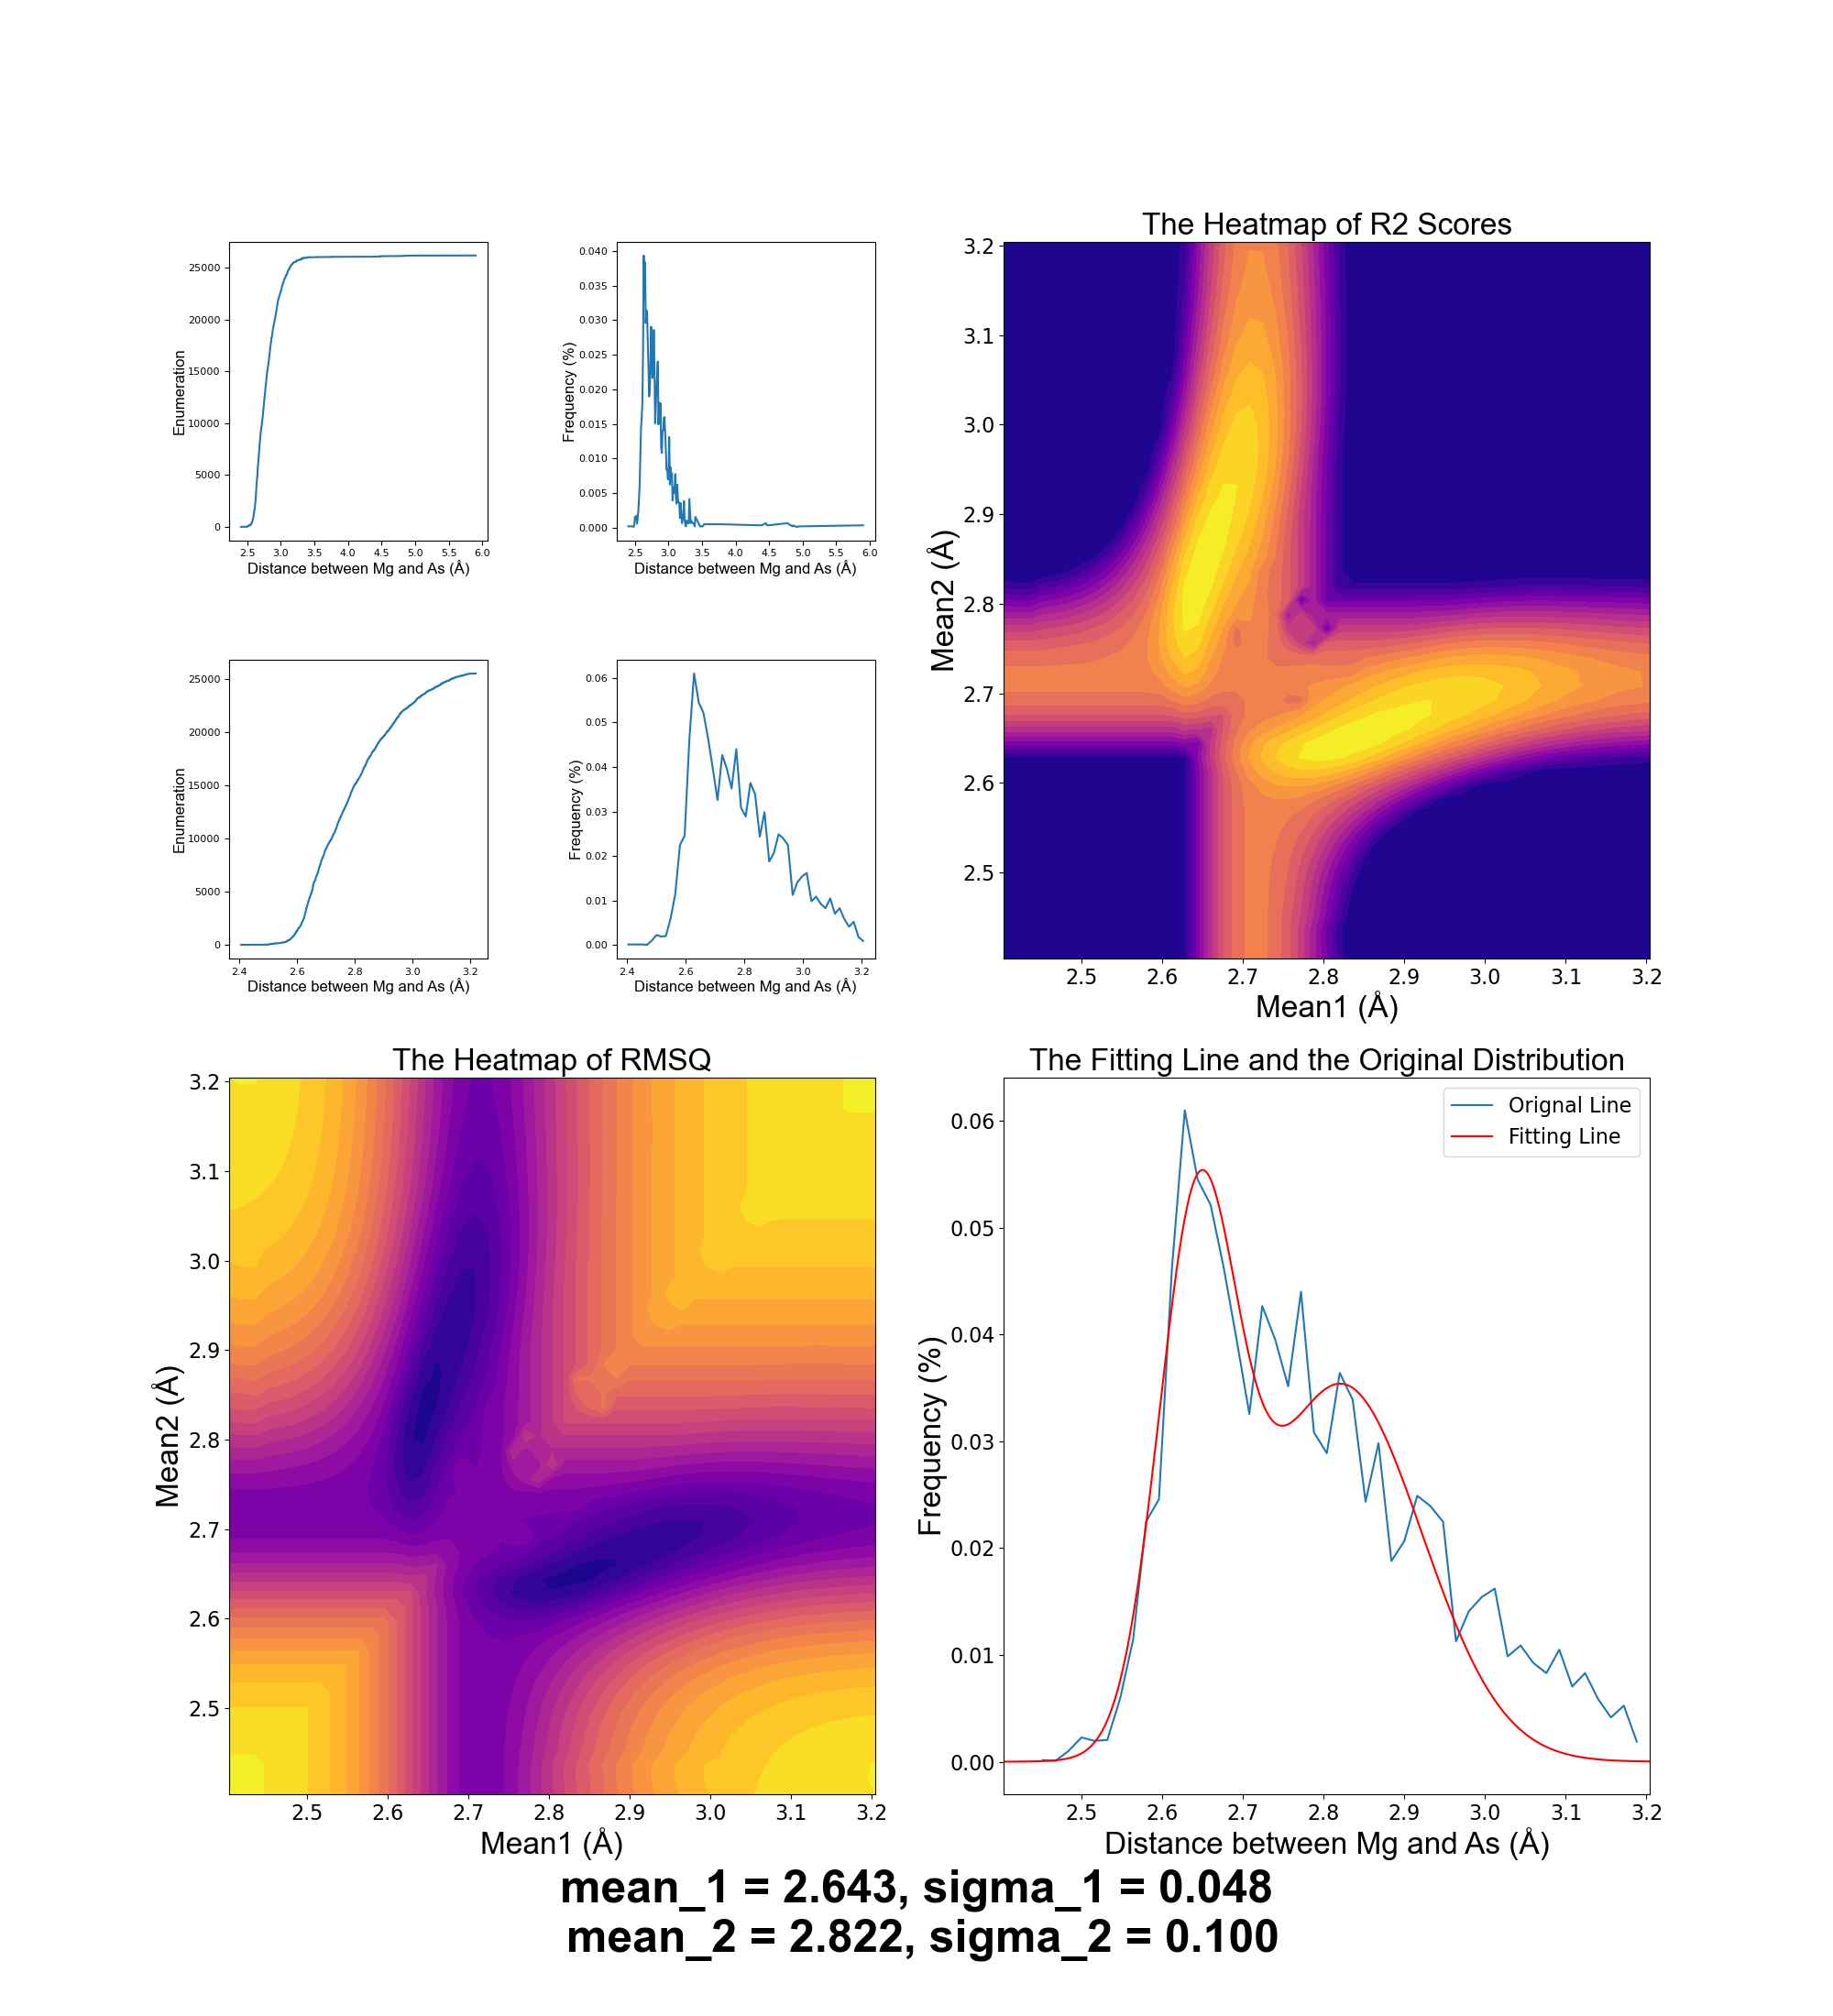 The Heatmap of R2 Scores
25000
20000
15000
10000
5000
0
Enumeration
2.5 3.0 3.5 4.0 4.5 5.0 5.5 6.0
Distance between Mg and As (Å)
0.040
0.035
0.030
0.025
0.020
0.015
0.010
0.005
0.000
Frequency (%)
2.5 3.0 3.5 4.0 4.5 5.0 5.5 6.0
Distance between Mg and As (Å)
3.2
3.1
3.0
2.9
2.8
2.7
2.6
2.5
Mean2 (Å)
2.5 2.6 2.7 2.8 2.9 3.0 3.1 3.2
Mean1 (Å)
25000
20000
15000
10000
5000
0
Enumeration
2.4 2.6 2.8 3.0 3.2
Distance between Mg and As (Å)
0.06
0.05
0.04
0.03
0.02
0.01
0.00
Frequency (%)
2.4 2.6 2.8 3.0 3.2
Distance between Mg and As (Å)
The Heatmap of RMSQ
3.2
3.1
3.0
2.9
2.8
2.7
2.6
2.5
Mean2 (Å)
2.5 2.6 2.7 2.8 2.9 3.0 3.1 3.2
Mean1 (Å)
The Fitting Line and the Original Distribution
Orignal Line
Fitting Line
0.06
0.05
0.04
0.03
0.02
0.01
0.00
Frequency (%)
2.5 2.6 2.7 2.8 2.9 3.0 3.1 3.2
Distance between Mg and As (Å)
mean_1 = 2.643, sigma_1 = 0.048
mean_2 = 2.822, sigma_2 = 0.100